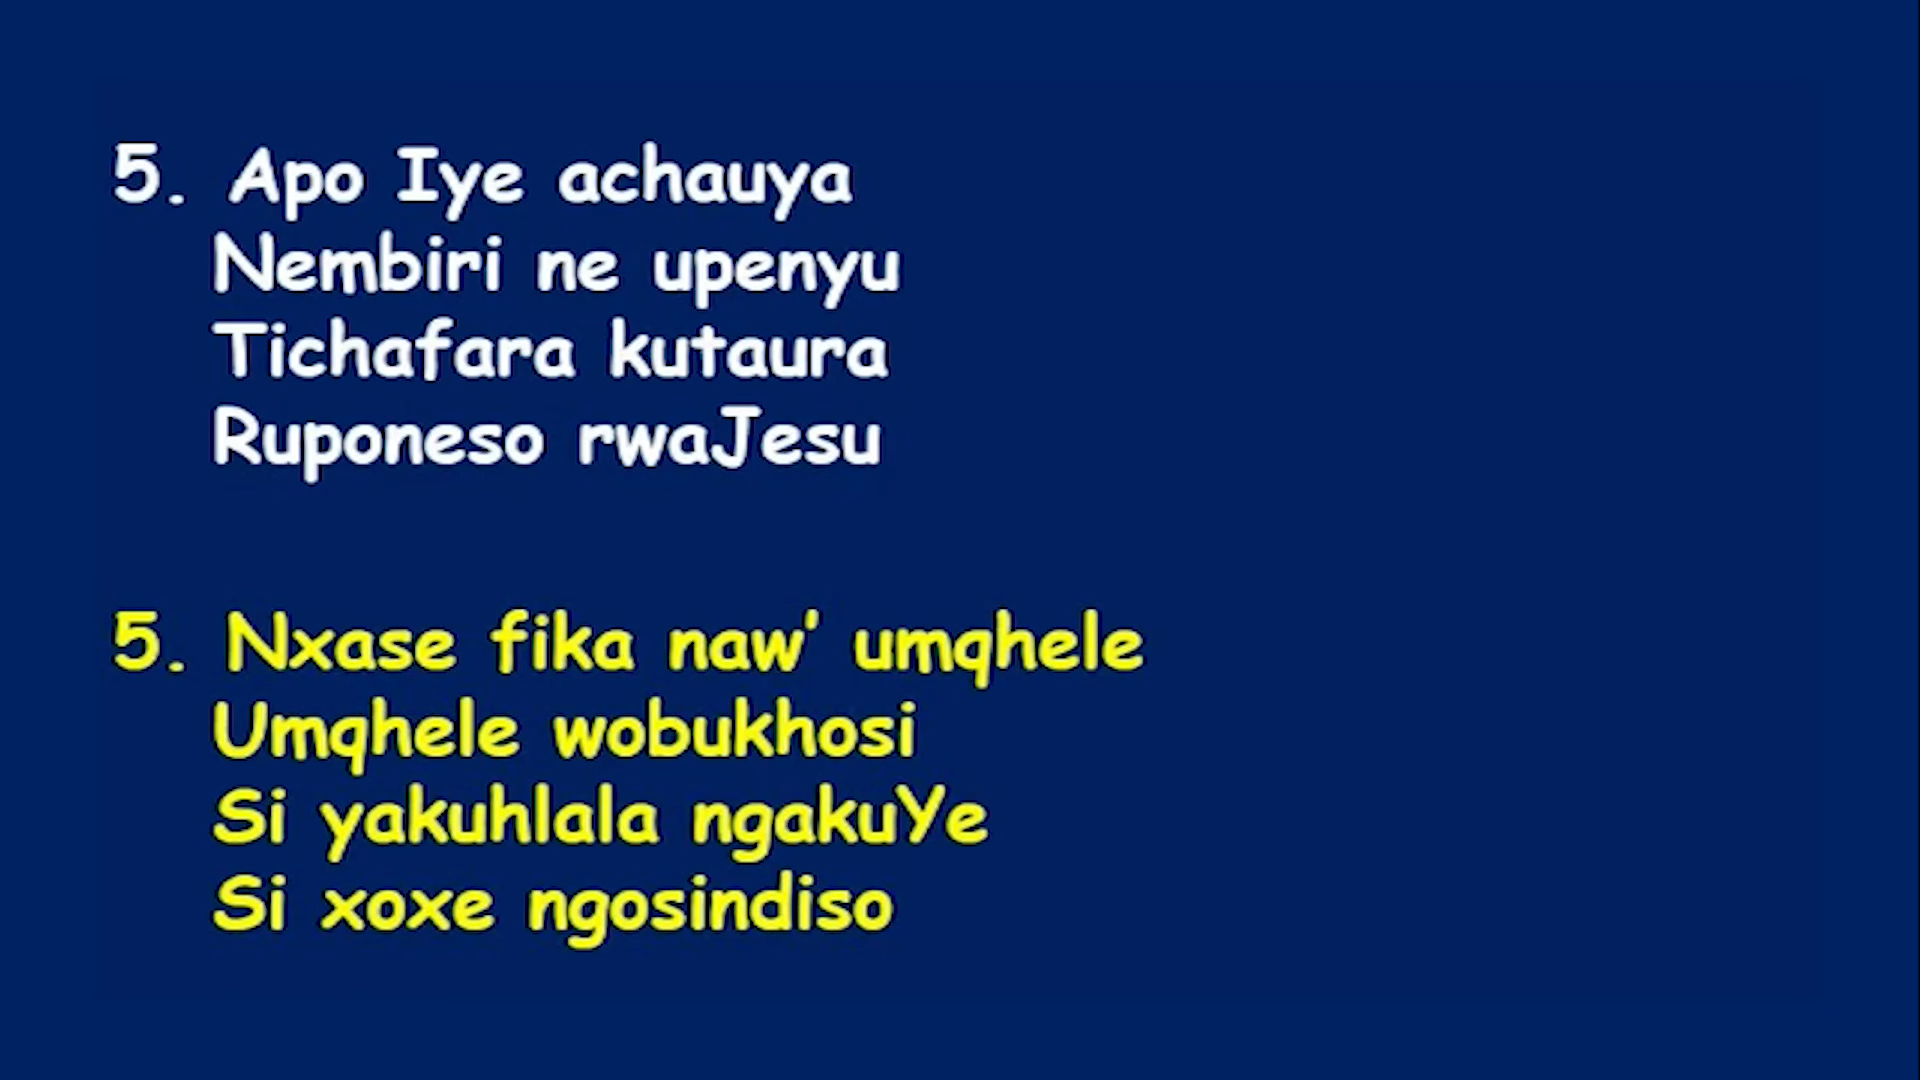 5. Apo Iye achauya
Nembiri ne upenyu
Tichafara kutaura
Ruponeso rwaJesu
5. Nxase fika naw' umqhele
Umqhele wobukhosi
Si yakuhlala ngakuYe
Si xoxe ngosindiso